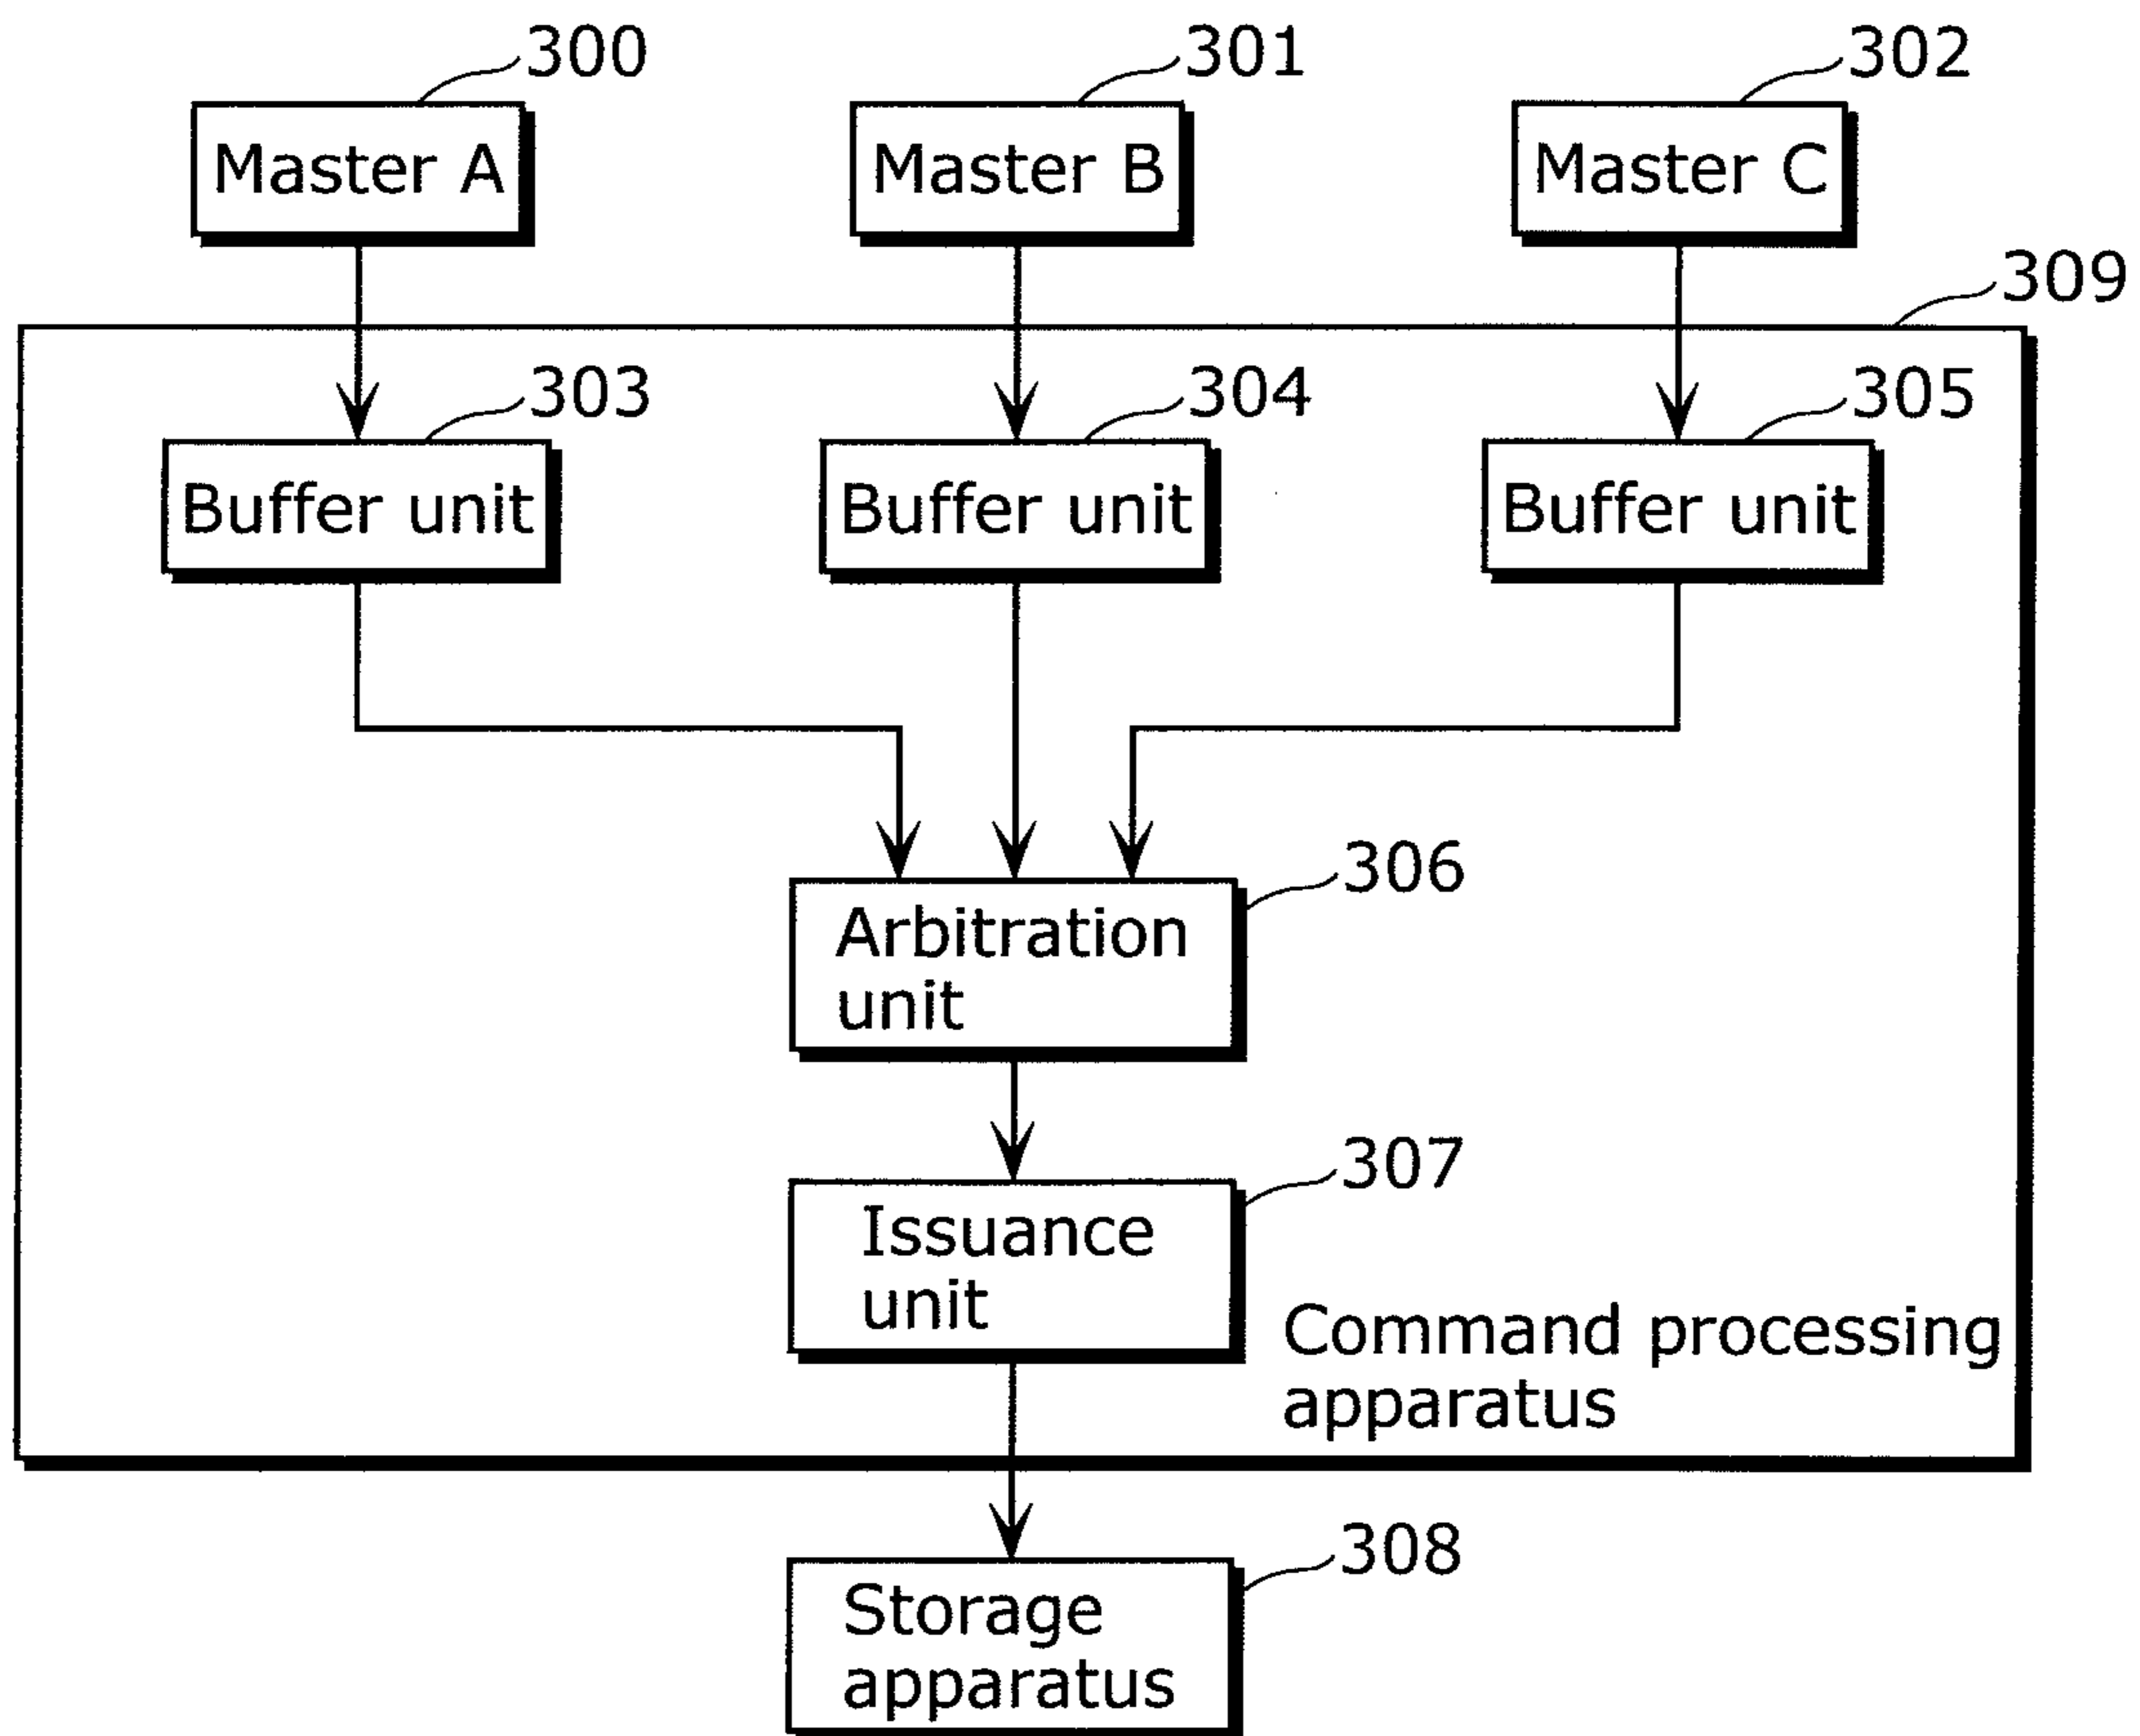 300
301
302
Master A
Master B
Master C
309
303
304
305
Buffer unit
Buffer unit
Buffer unit
306
Arbitration
unit
307
Issuance
unit
Command processing
apparatus
308
Storage
apparatus